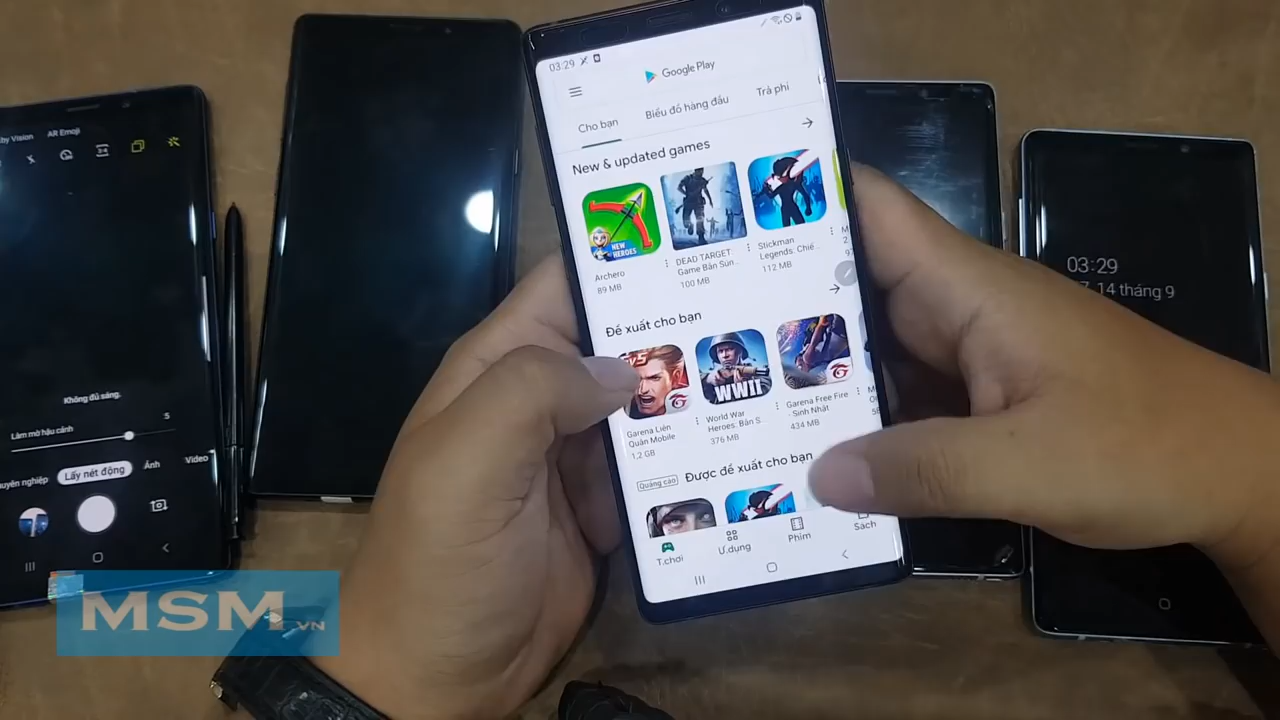 by Vision
AR Emoji
Không đủ sáng.
Làm mờ hậu cảnh
5
Lấy nét động
Ảnh
Video
MSM.VN
03:29
Google Play
Cho bạn
Biểu đồ hàng đầu
Trả phí
New & updated games
NEW
HEROES
Archero
89 MB
DEAD TARGET:
Game Bắn Sún...
100 MB
Stickman
Legends: Chiế...
112 MB
Đề xuất cho bạn
WWII
Garena Liên
Quân Mobile
1,2 GB
World War
Heroes: Bắn S...
376 MB
Garena Free Fire
- Sinh Nhật
434 MB
Quảng cáo
Được đề xuất cho bạn
T.chơi
Ư.dụng
Phim
Sách
03:29
14 tháng 9